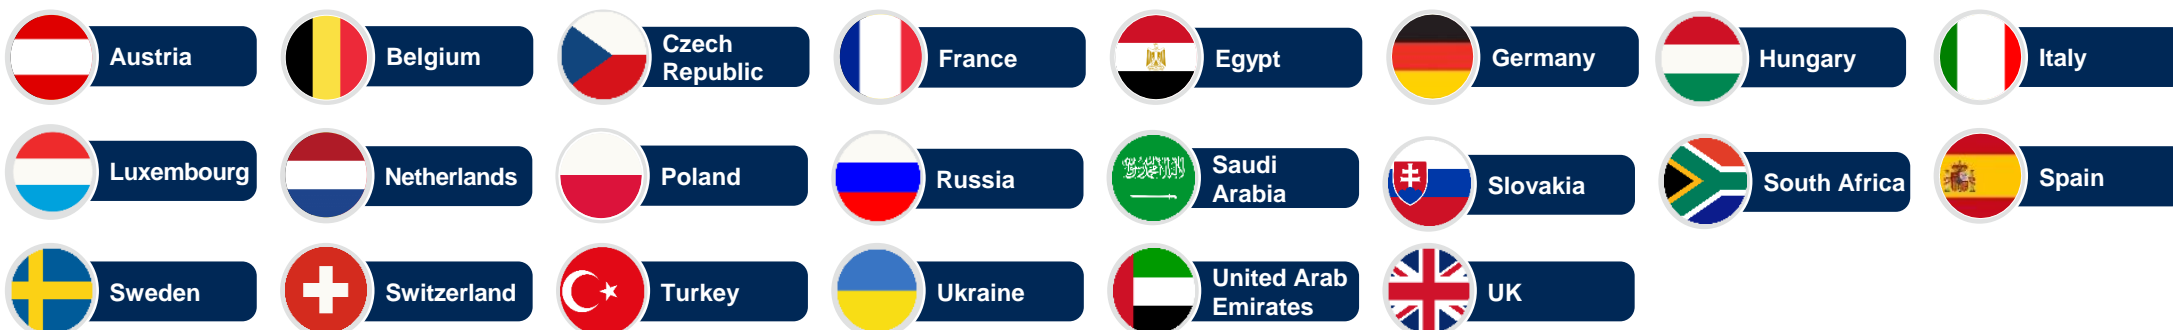 Austria
Belgium
Czech
Republic
France
Egypt
Germany
Hungary
Italy
Luxembourg
Netherlands
Poland
Russia
Saudi
Arabia
Slovakia
South Africa
Spain
Sweden
Switzerland
Turkey
Ukraine
United Arab
Emirates
UK